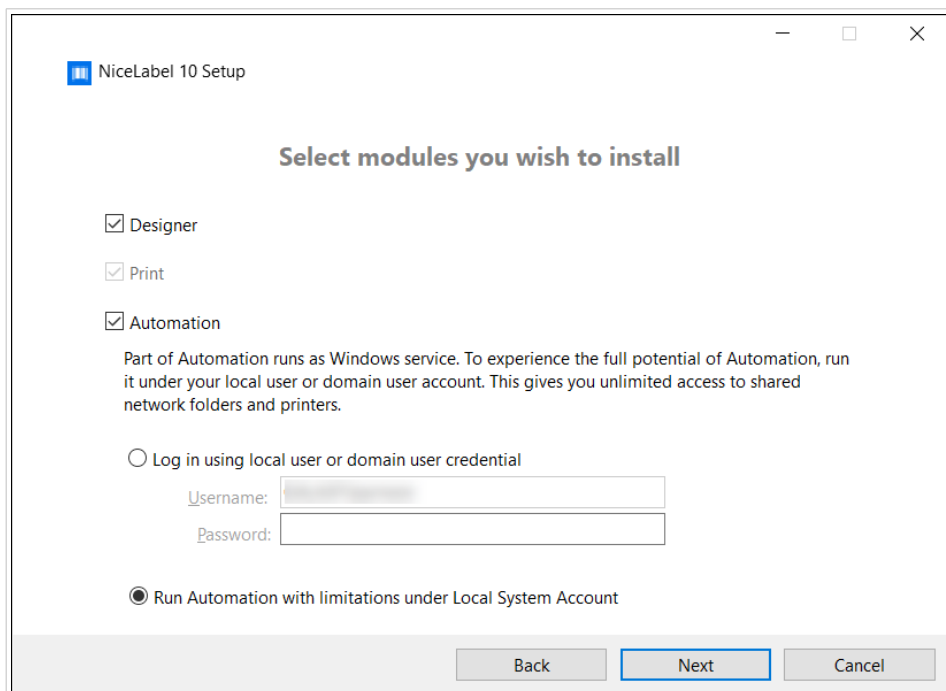 NiceLabel 10 Setup
Select modules you wish to install
Designer
Print
Automation
Part of Automation runs as Windows service. To experience the full potential of Automation, run
it under your local user or domain user account. This gives you unlimited access to shared
network folders and printers.
Log in using local user or domain user credential
Username:
Password:
Run Automation with limitations under Local System Account
Back Next Cancel